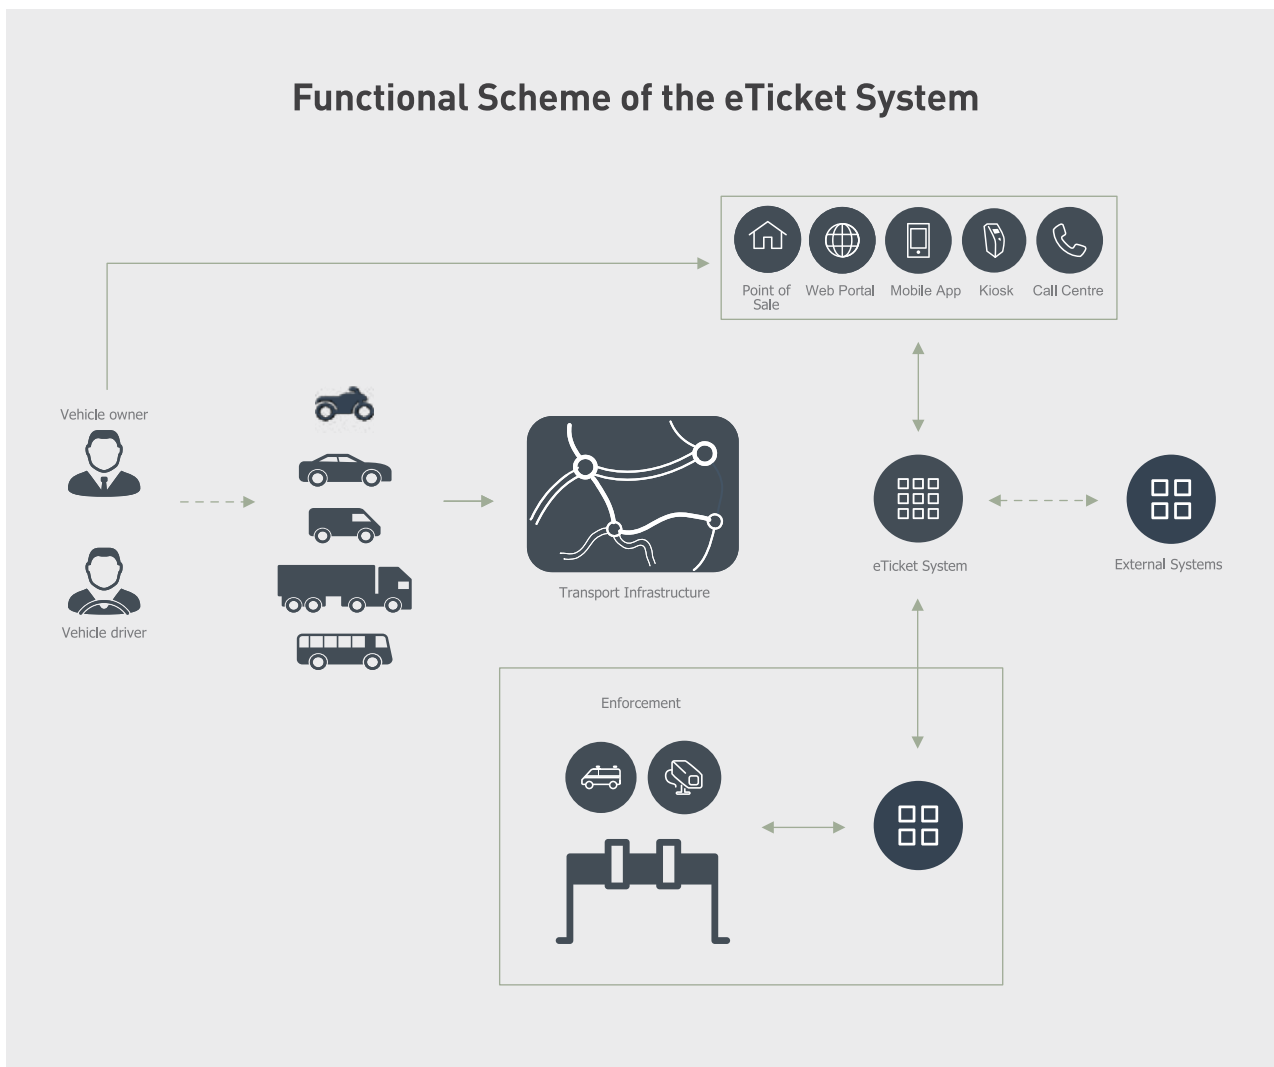 Functional Scheme of the eTicket System
Point of
Sale
Web Portal
Mobile App
Kiosk
Call Centre
Vehicle owner
Vehicle driver
Transport Infrastructure
eTicket System
External Systems
Enforcement